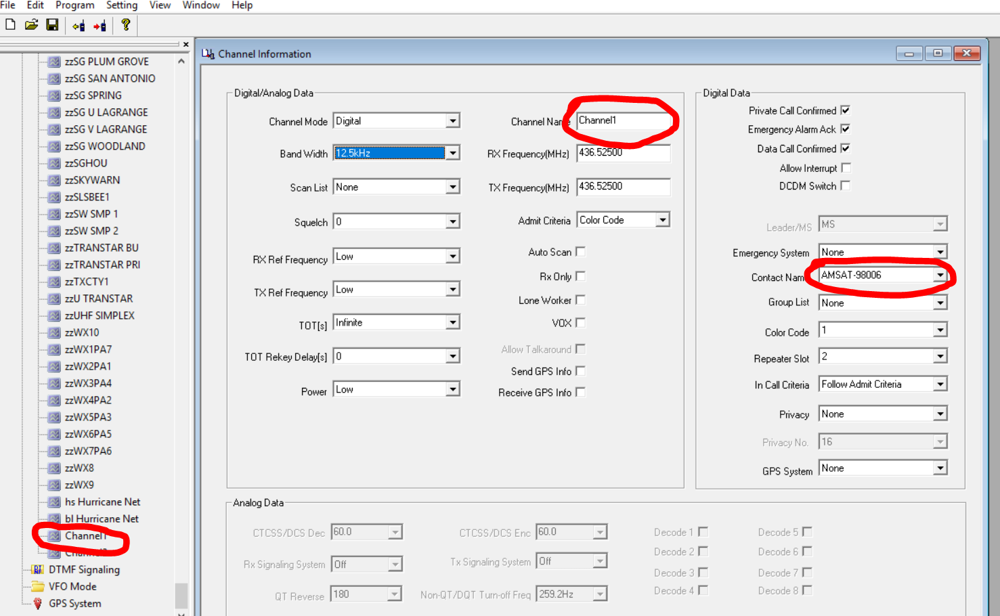 File Edit Program Setting View Window Help
zzSG PLUM GROVE
zzSG SAN ANTONIO
zzSG SPRING
zzSG U LAGRANGE
zzSG V LAGRANGE
zzSG WOODLAND
zzSGHOU
zzSKYWARN
zzSLSBEE1
zzSW SMP 1
zzSW SMP 2
zzTRANSTAR BU
zzTRANSTAR PRI
zzTXCTY1
zzU TRANSTAR
zzUHF SIMPLEX
zzWX10
zzWX1PA7
zzWX2PA1
zzWX3PA4
zzWX4PA2
zzWX5PA3
zzWX6PA5
zzWX7PA6
zzWX8
zzWX9
hs Hurricane Net
bl Hurricane Net
Channel1
DTMF Signaling
VFO Mode
GPS System
Channel Information
Digital/Analog Data
Channel Mode Digital
Band Width 12.5kHz
Scan List None
Squelch 0
RX Ref Frequency Low
TX Ref Frequency Low
TOT[s] Infinite
TOT Rekey Delay[s] 0
Power Low
Channel Name Channel1
RX Frequency(MHz) 436.52500
TX Frequency(MHz) 436.52500
Admit Criteria Color Code
Auto Scan
Rx Only
Lone Worker
VOX
Allow Talkaround
Send GPS Info
Receive GPS Info
Digital Data
Private Call Confirmed
Emergency Alarm Ack
Data Call Confirmed
Allow Interrupt
DCDM Switch
Leader/MS MS
Emergency System None
Contact Name AMSAT-98006
Group List None
Color Code 1
Repeater Slot 2
In Call Criteria Follow Admit Criteria
Privacy None
Privacy No. 16
GPS System None
Analog Data
CTCSS/DCS Dec 60.0
Rx Signaling System Off
QT Reverse 180
CTCSS/DCS Enc 60.0
Tx Signaling System Off
Non-QT/DQT Turn-off Freq 259.2Hz
Decode 1
Decode 2
Decode 3
Decode 4
Decode 5
Decode 6
Decode 7
Decode 8